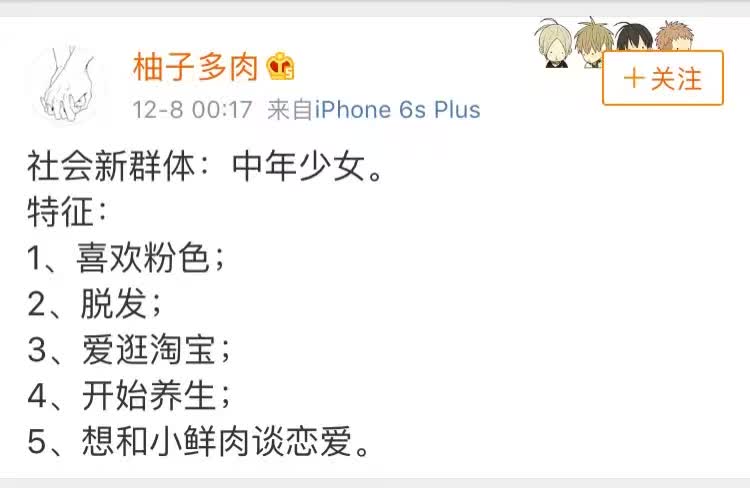 柚子多肉
12-8 00:17 来自iPhone 6s Plus
+关注
社会新群体：中年少女。
特征：
1、喜欢粉色；
2、脱发；
3、爱逛淘宝；
4、开始养生；
5、想和小鲜肉谈恋爱。